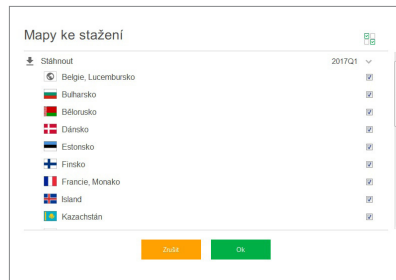 Mapy ke stažení
Stáhnout 2017Q1
Belgie, Lucembursko
Bulharsko
Bělorusko
Dánsko
Estonsko
Finsko
Francie, Monako
Island
Kazachstán
Zrušit Ok